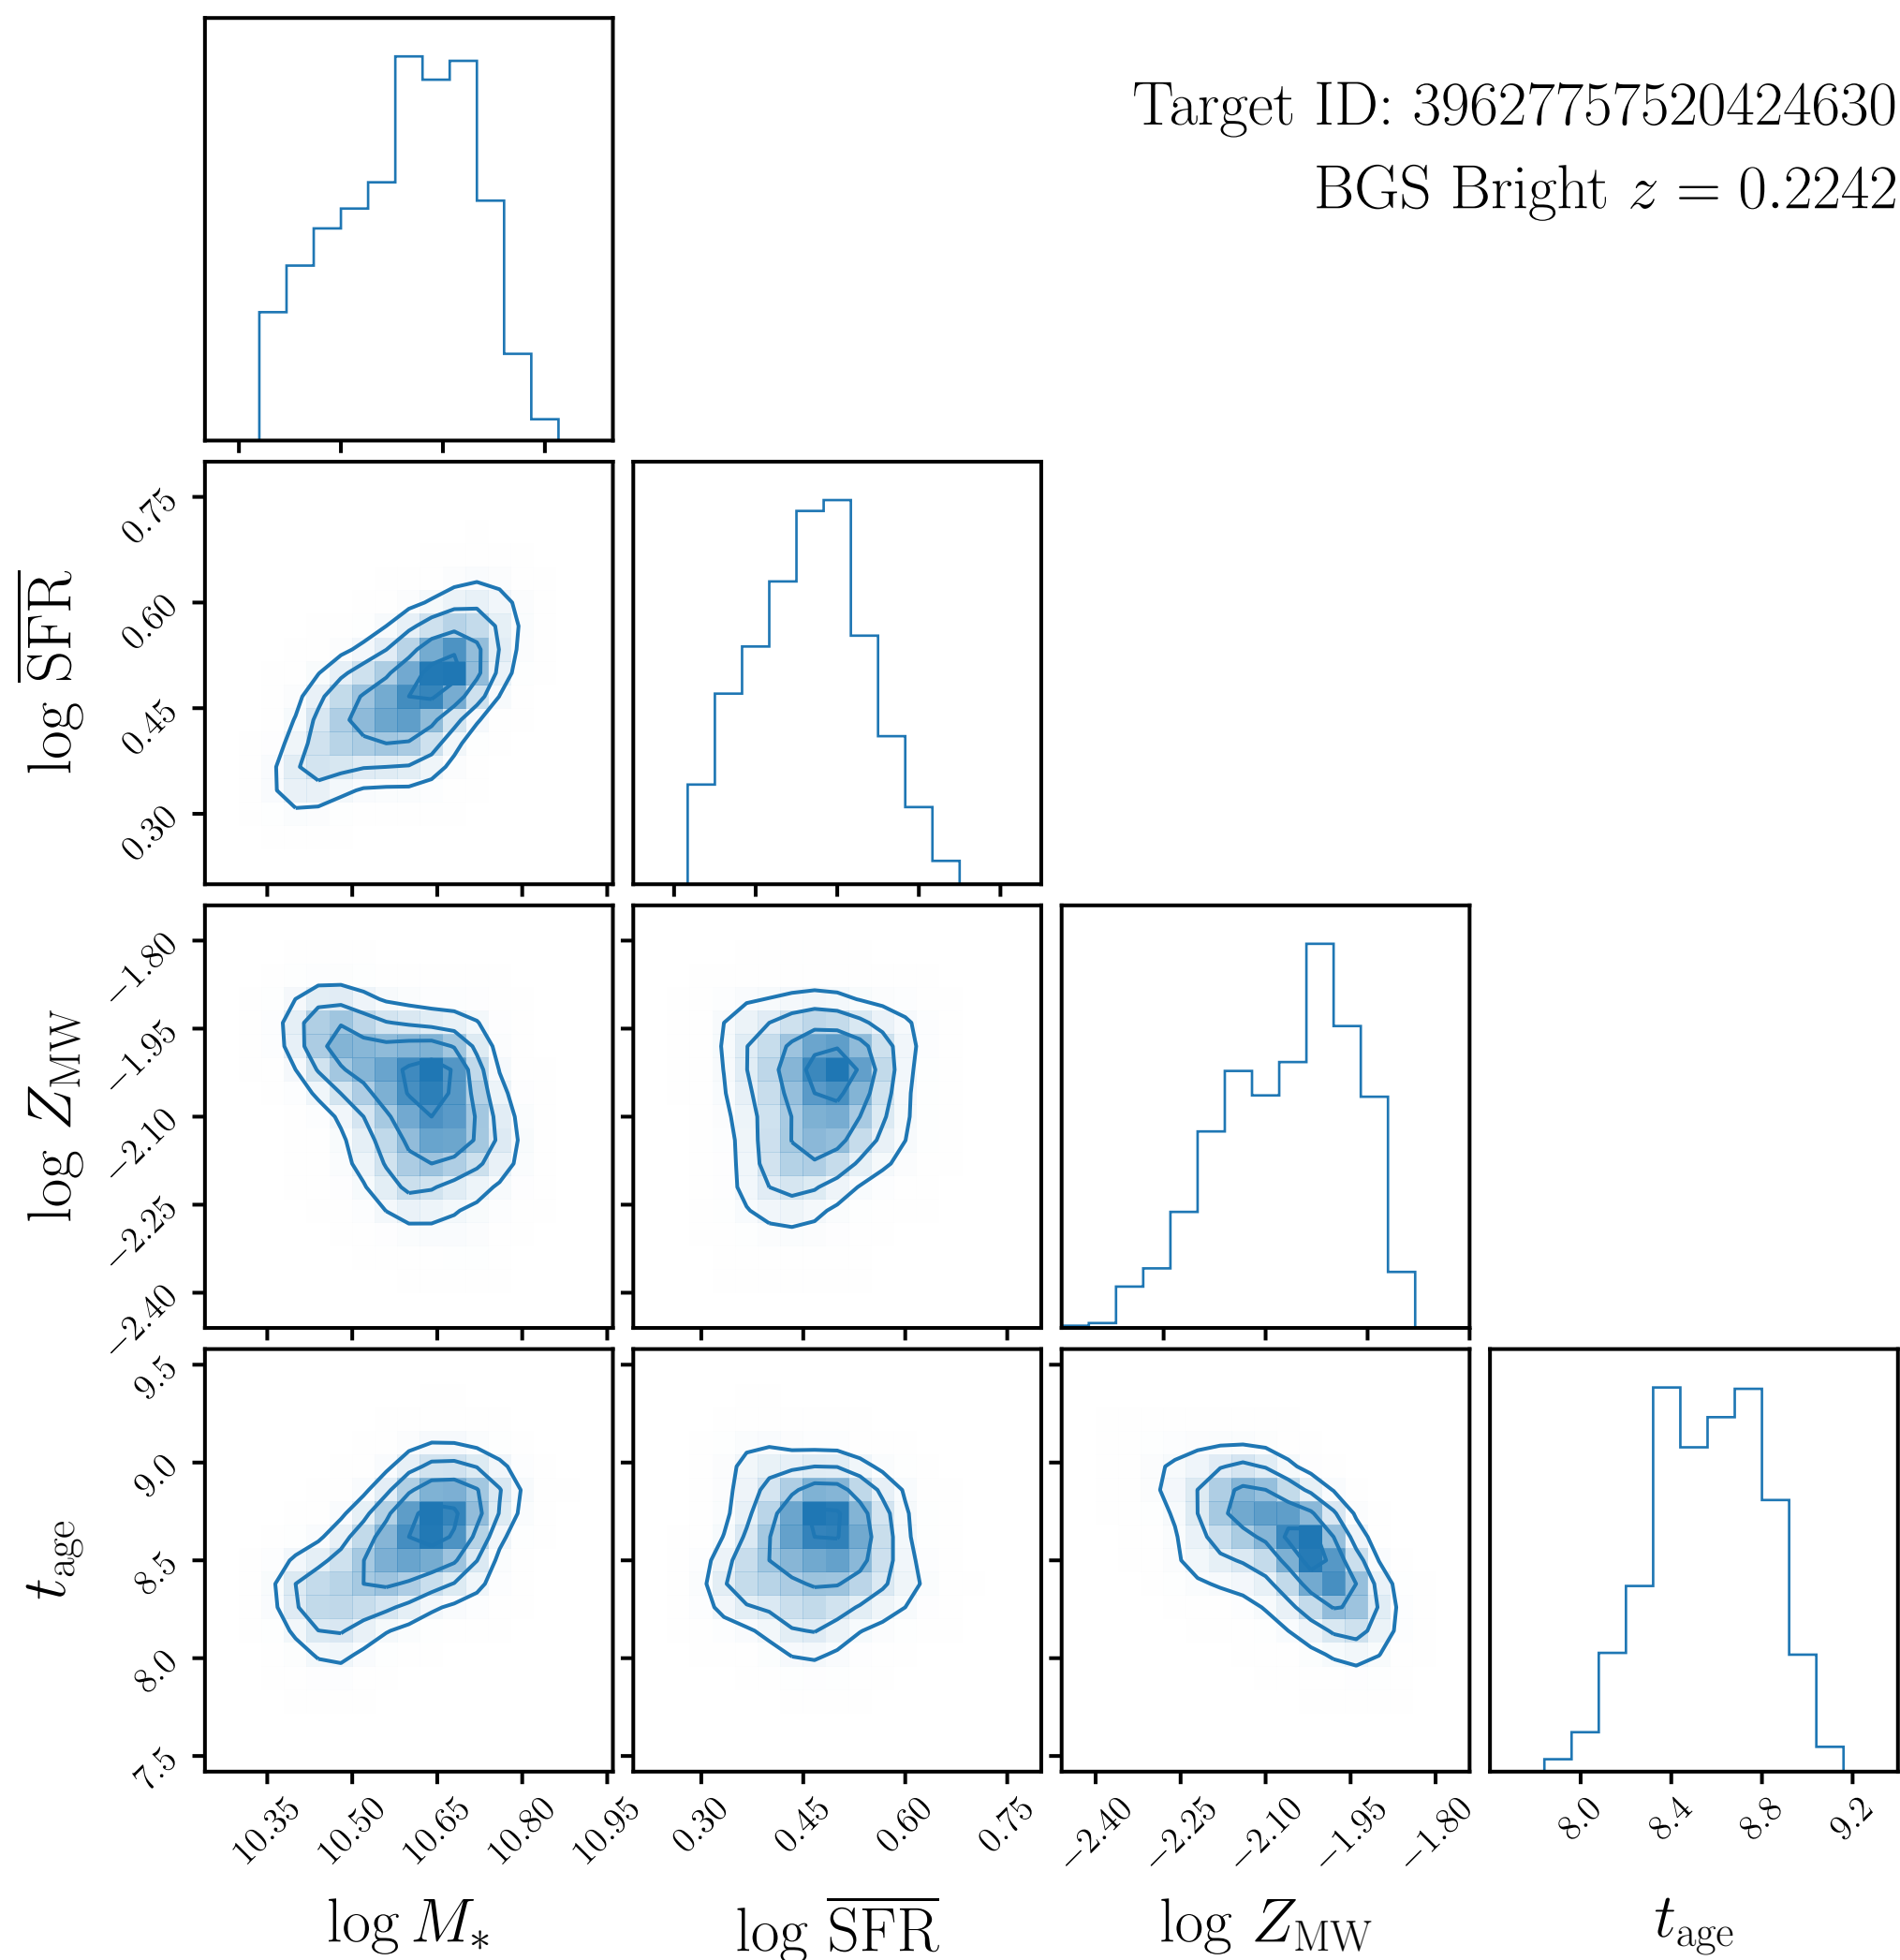 Target ID: 39627757520424630
BGS Bright z = 0.2242
0.75
0.60
0.45
0.30
log SFR
−1.80
−1.95
−2.10
−2.25
−2.40
log Z_MW
9.5
9.0
8.5
8.0
7.5
t_age
10.35 10.50 10.65 10.80 10.95 0.30 0.45 0.60 0.75 −2.40 −2.25 −2.10 −1.95 −1.80 8.0 8.4 8.8 9.2
log M_* log SFR log Z_MW t_age